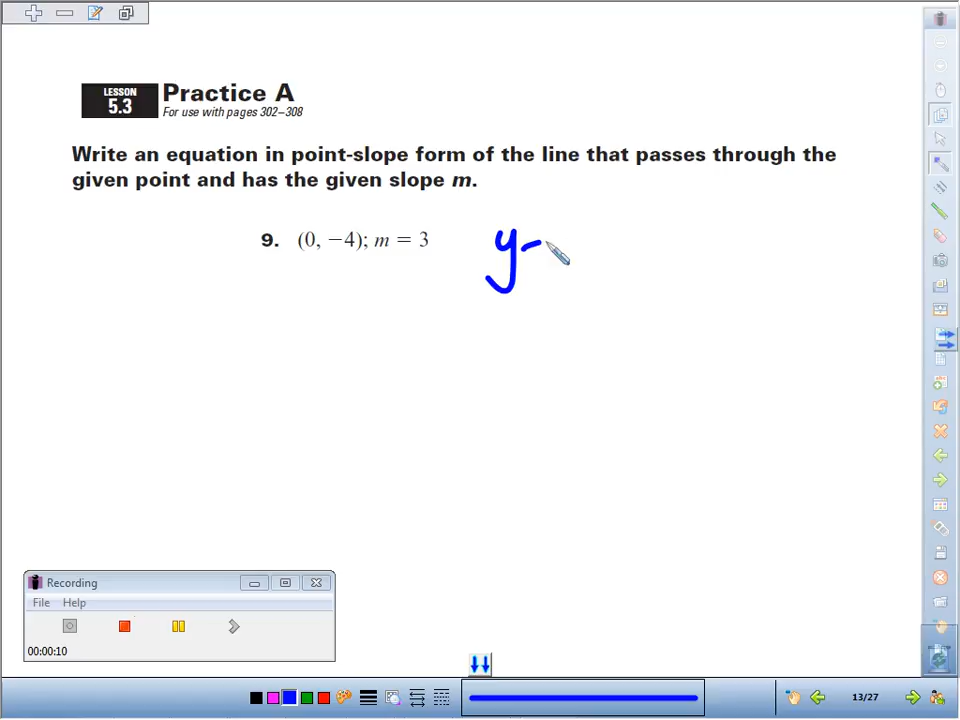 LESSON
5.3
Practice A
For use with pages 302–308
Write an equation in point-slope form of the line that passes through the
given point and has the given slope m.
9. (0, −4); m = 3
y-
Recording
File Help
00:00:10
13/27